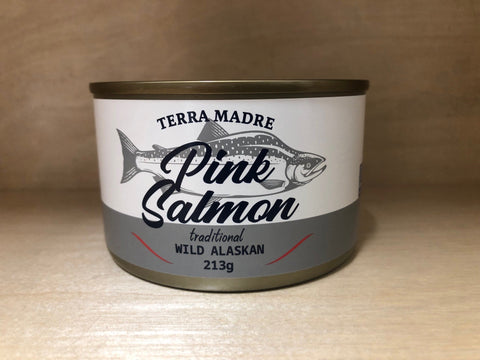 TERRA MADRE
Pink
Salmon
traditional
WILD ALASKAN
213g